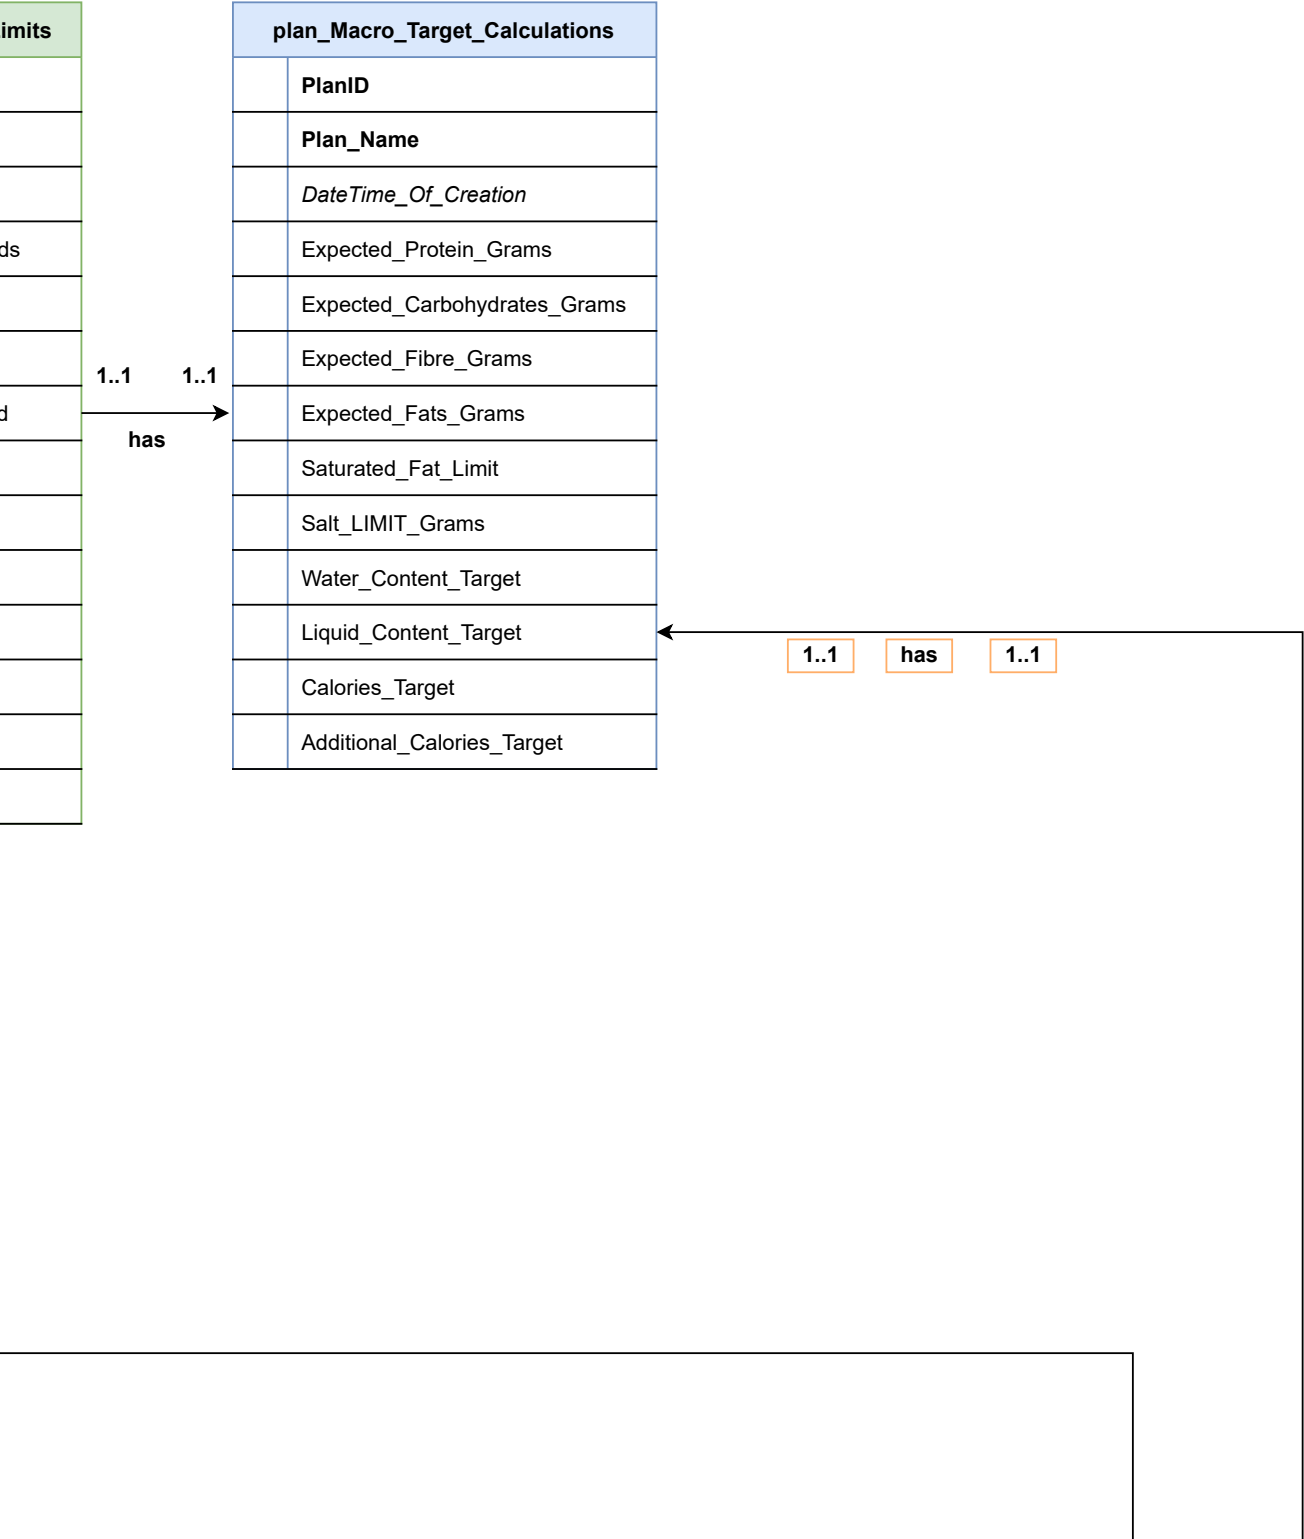 imits
ds
d
1..1 1..1
has
plan_Macro_Target_Calculations
PlanID
Plan_Name
DateTime_Of_Creation
Expected_Protein_Grams
Expected_Carbohydrates_Grams
Expected_Fibre_Grams
Expected_Fats_Grams
Saturated_Fat_Limit
Salt_LIMIT_Grams
Water_Content_Target
Liquid_Content_Target
Calories_Target
Additional_Calories_Target
1..1 has 1..1